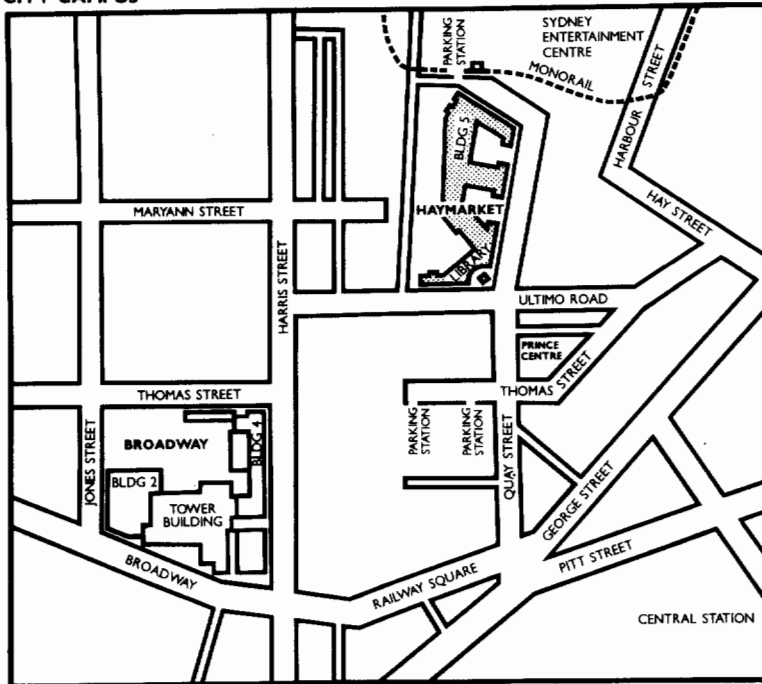 CITY CAMPUS
PARKING
STATION
SYDNEY
ENTERTAINMENT
CENTRE
MONORAIL
HARBOUR STREET
BLDG 5
HAY STREET
MARYANN STREET
HAYMARKET
LIBRARY
HARRIS STREET
ULTIMO ROAD
PRINCE
CENTRE
THOMAS STREET
THOMAS STREET
JONES STREET
BROADWAY
BLDG 4
PARKING
STATION
PARKING
STATION
QUAY STREET
BLDG 2
TOWER
BUILDING
GEORGE STREET
BROADWAY
RAILWAY SQUARE
PITT STREET
CENTRAL STATION